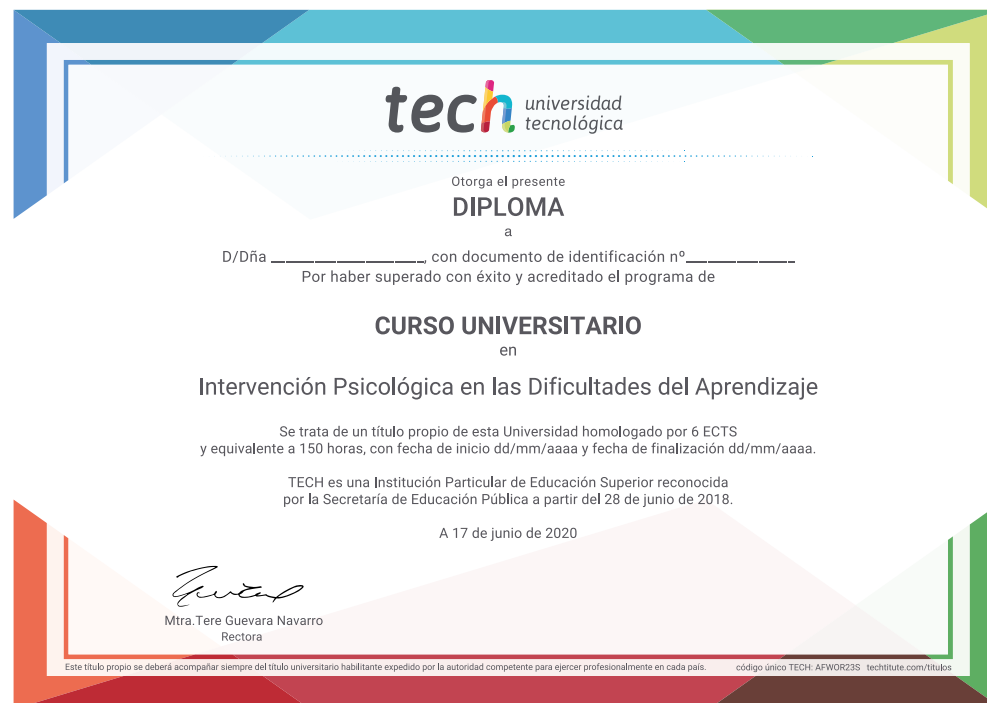 tech universidad
tecnológica
Otorga el presente
DIPLOMA
a
D/Dña ____________________, con documento de identificación nº______________
Por haber superado con éxito y acreditado el programa de
CURSO UNIVERSITARIO
en
Intervención Psicológica en las Dificultades del Aprendizaje
Se trata de un título propio de esta Universidad homologado por 6 ECTS
y equivalente a 150 horas, con fecha de inicio dd/mm/aaaa y fecha de finalización dd/mm/aaaa.
TECH es una Institución Particular de Educación Superior reconocida
por la Secretaría de Educación Pública a partir del 28 de junio de 2018.
A 17 de junio de 2020
Mtra.Tere Guevara Navarro
Rectora
Este título propio se deberá acompañar siempre del título universitario habilitante expedido por la autoridad competente para ejercer profesionalmente en cada país. código único TECH: AFWOR23S techtitute.com/titulos